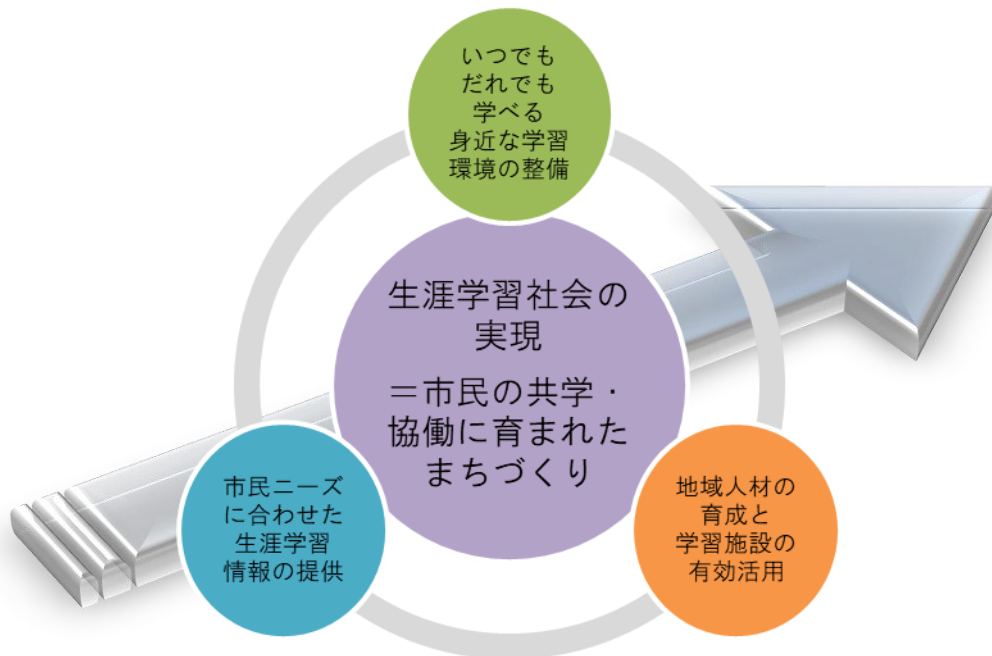 いつでも
だれでも
学べる
身近な学習
環境の整備
生涯学習社会の
実現
＝市民の共学・
協働に育まれた
まちづくり
市民ニーズ
に合わせた
生涯学習
情報の提供
地域人材の
育成と
学習施設の
有効活用